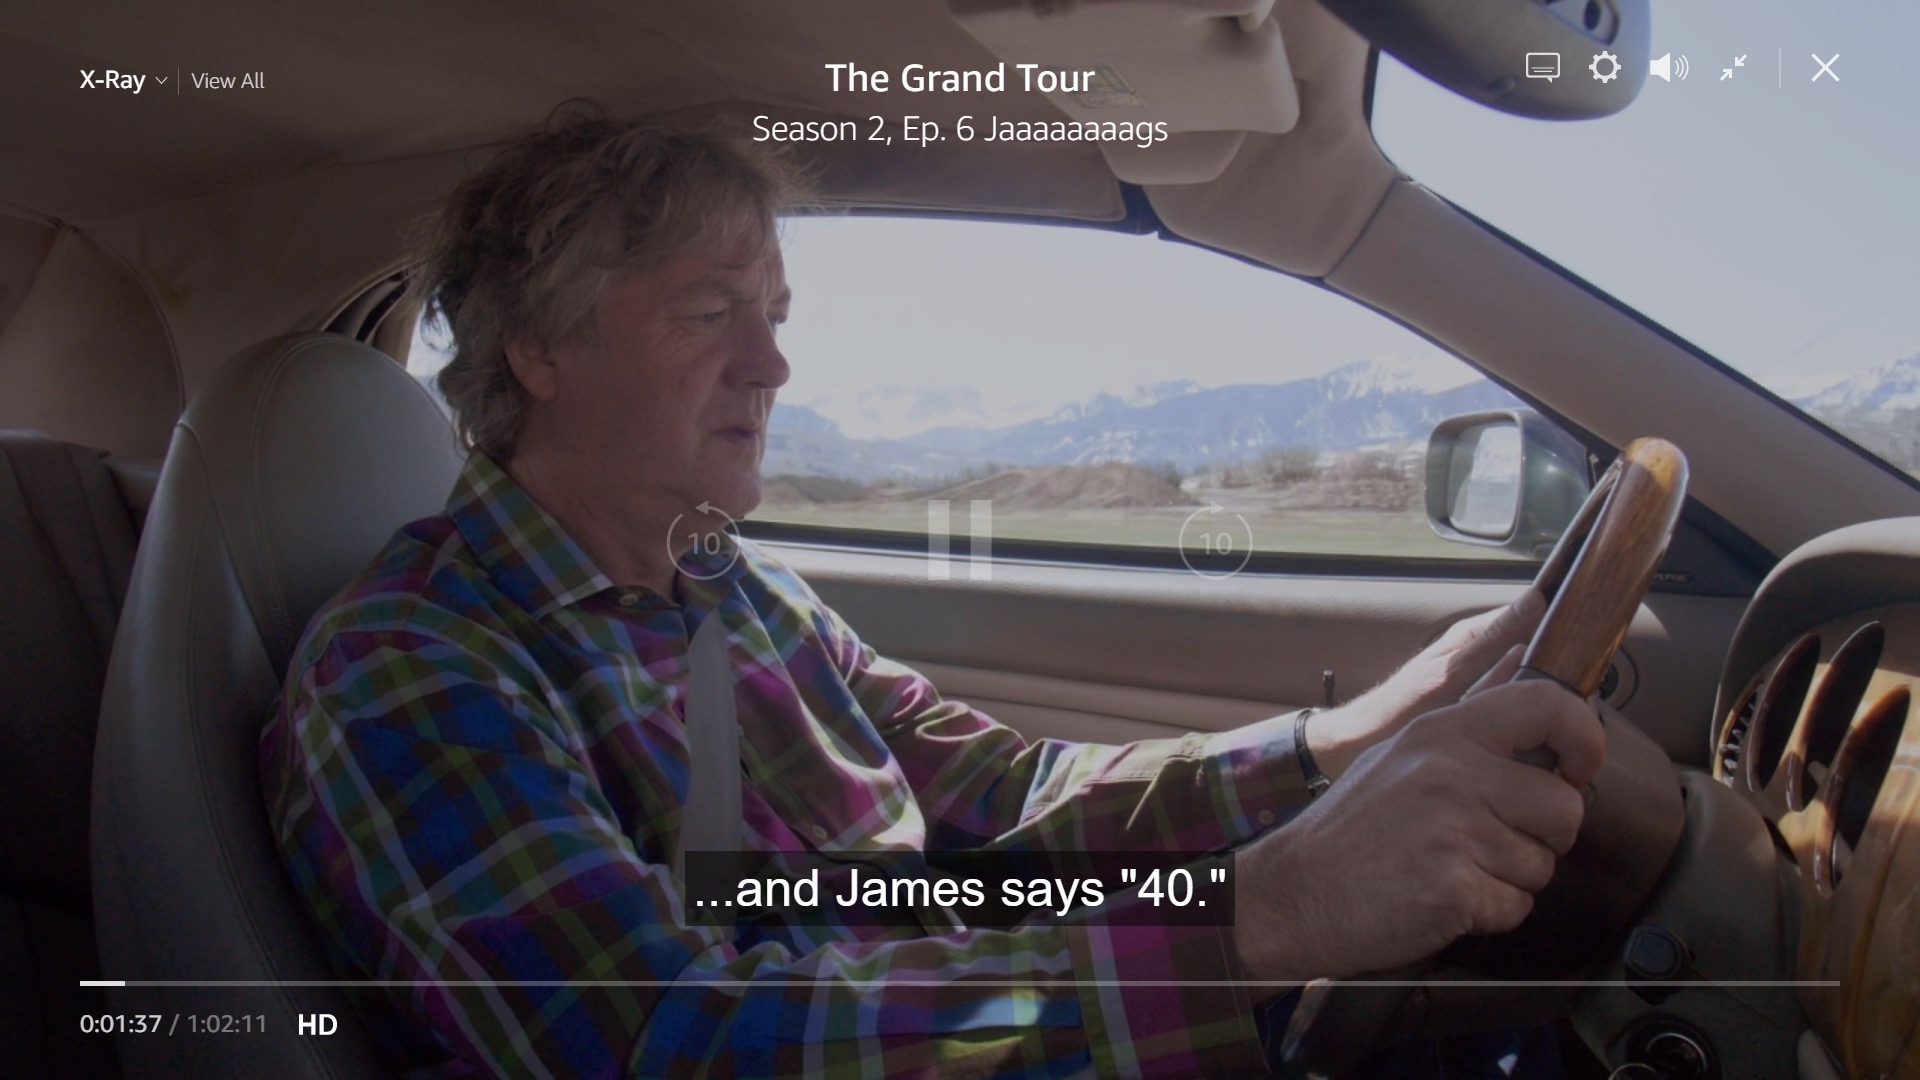 X-Ray View All
The Grand Tour
Season 2, Ep. 6 Jaaaaaaaags
10 10
...and James says "40."
0:01:37 / 1:02:11 HD